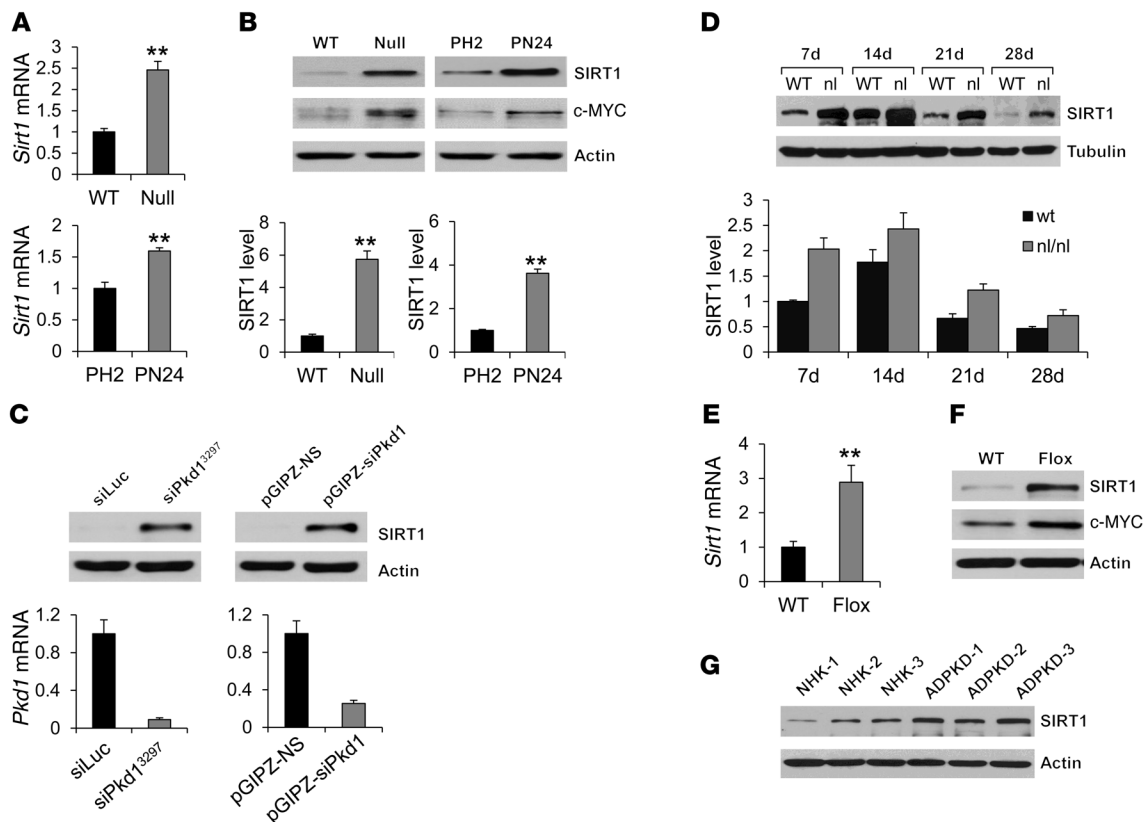 A
Sirt1 mRNA
3
2.5
2
1.5
1
0.5
0
**
WT Null
Sirt1 mRNA
2
1.5
1
0.5
0
**
PH2 PN24
B
WT Null PH2 PN24
SIRT1
c-MYC
Actin
SIRT1 level
8
6
4
2
0
**
WT Null
SIRT1 level
6
4
2
0
**
PH2 PN24
C
siLuc siPkd1³²⁹⁷ pGIPZ-NS pGIPZ-siPkd1
SIRT1
Actin
Pkd1 mRNA
1.2
0.8
0.4
0
siLuc siPkd1³²⁹⁷
1.2
0.8
0.4
0
pGIPZ-NS pGIPZ-siPkd1
D
7d 14d 21d 28d
WT nl WT nl WT nl WT nl
SIRT1
Tubulin
SIRT1 level
3
2.5
2
1.5
1
0.5
0
wt
nl/nl
7d 14d 21d 28d
E
Sirt1 mRNA
4
3
2
1
0
**
WT Flox
F
WT Flox
SIRT1
c-MYC
Actin
G
NHK-1 NHK-2 NHK-3 ADPKD-1 ADPKD-2 ADPKD-3
SIRT1
Actin